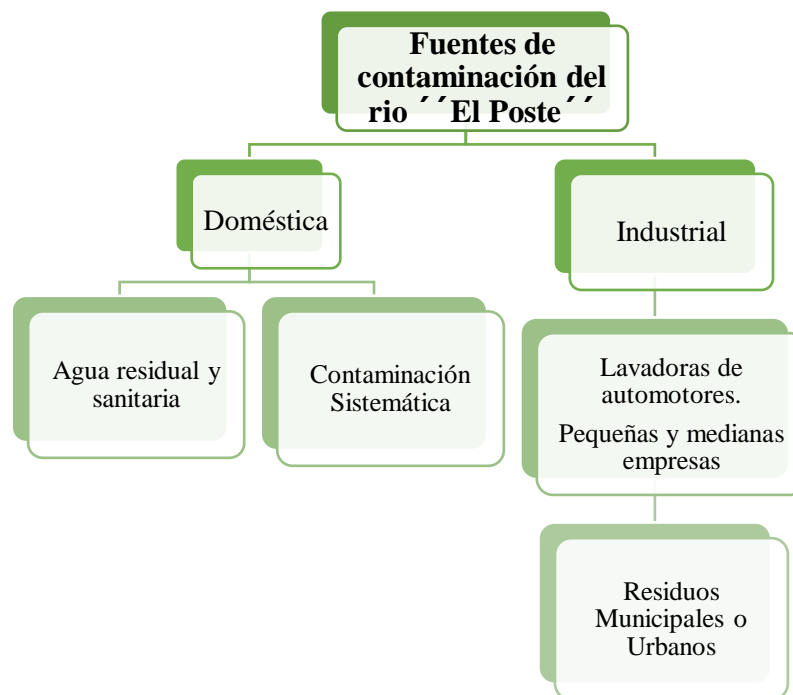 Fuentes de
contaminación del
rio ´´El Poste´´
Doméstica
Industrial
Agua residual y
sanitaria
Contaminación
Sistemática
Lavadoras de
automotores.
Pequeñas y medianas
empresas
Residuos
Municipales o
Urbanos